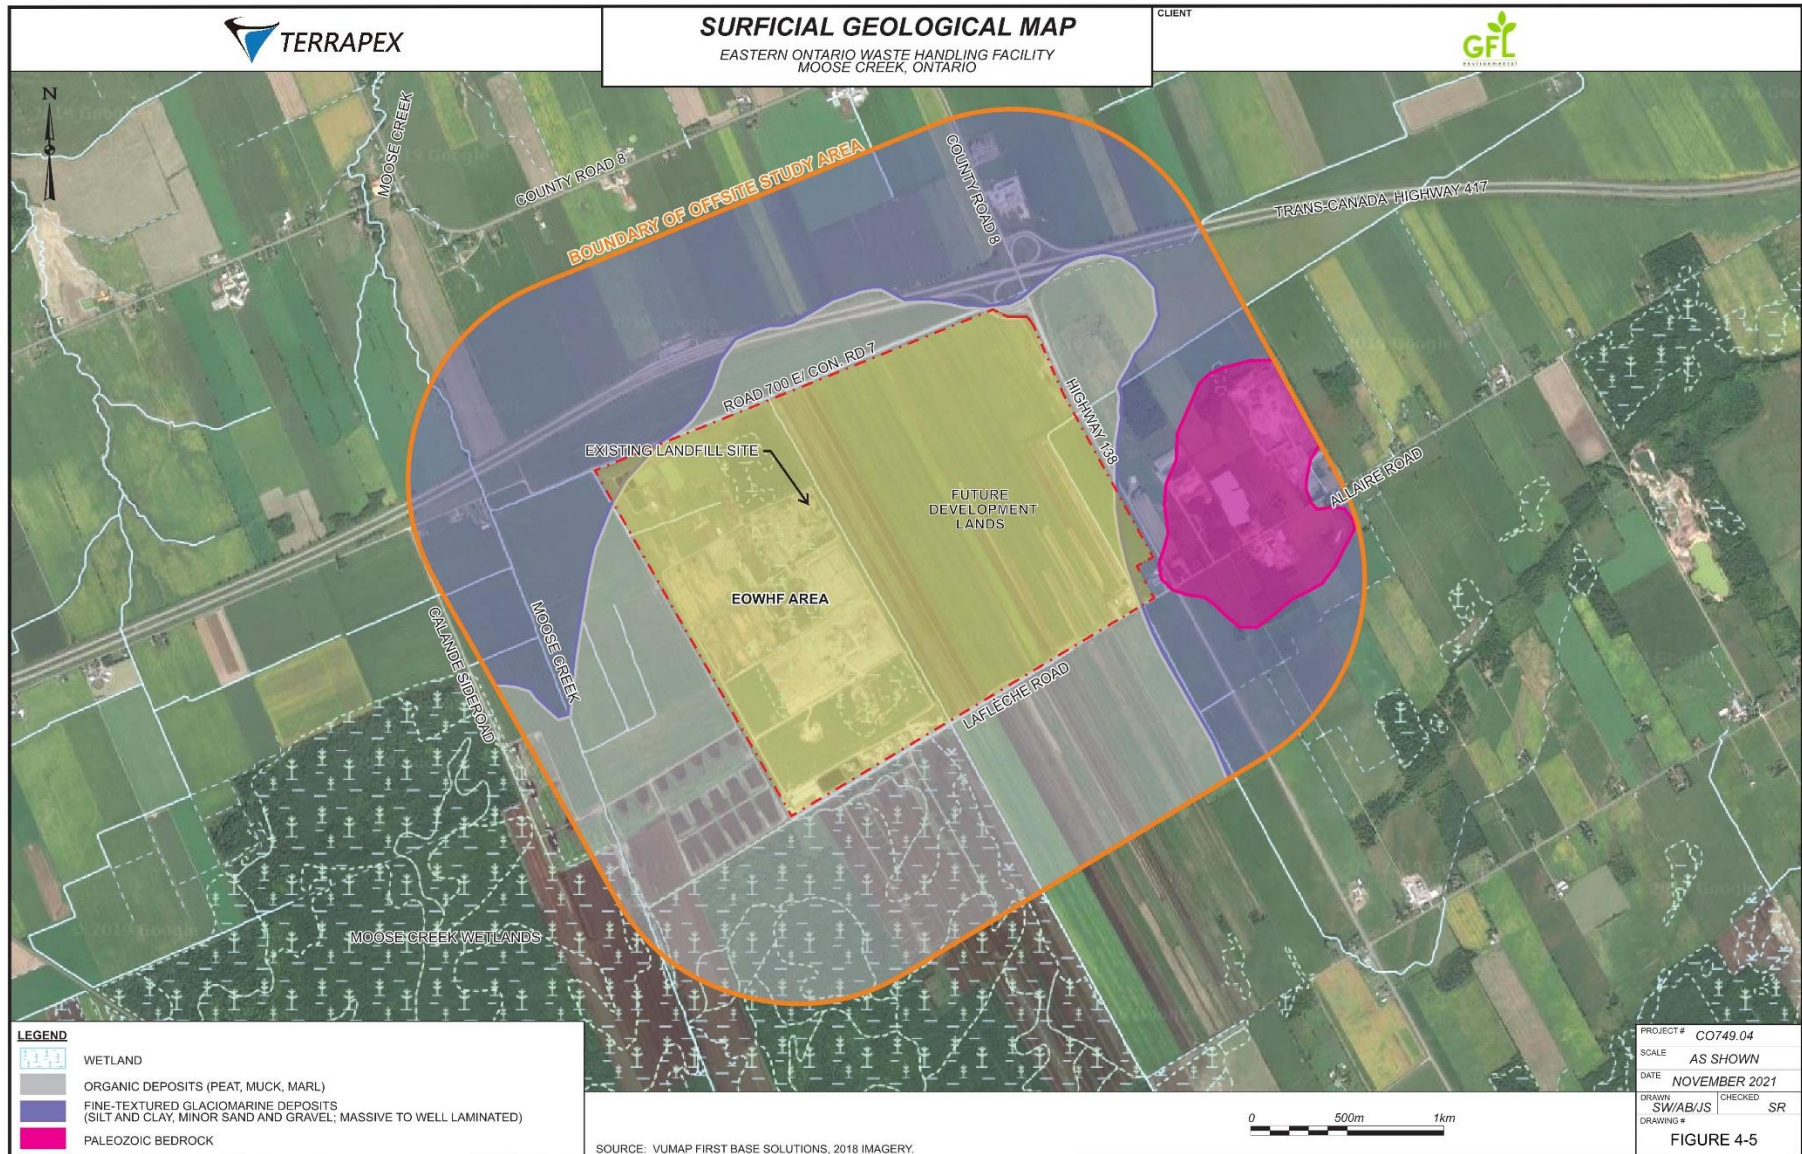 TERRAPEX
SURFICIAL GEOLOGICAL MAP
EASTERN ONTARIO WASTE HANDLING FACILITY
MOOSE CREEK, ONTARIO
CLIENT
GFL
environmental
N
MOOSE CREEK
COUNTY ROAD 8
BOUNDARY OF OFFSITE STUDY AREA
COUNTY ROAD 8
TRANS-CANADA HIGHWAY 417
ROAD 700 E/ CON. RD 7
HIGHWAY 138
EXISTING LANDFILL SITE
ALLAIRE ROAD
FUTURE
DEVELOPMENT
LANDS
EOWHF AREA
CALANDE SIDEROAD
MOOSE CREEK
LAFLECHE ROAD
MOOSE CREEK WETLANDS
LEGEND
WETLAND
ORGANIC DEPOSITS (PEAT, MUCK, MARL)
FINE-TEXTURED GLACIOMARINE DEPOSITS
(SILT AND CLAY, MINOR SAND AND GRAVEL; MASSIVE TO WELL LAMINATED)
PALEOZOIC BEDROCK
SOURCE: VUMAP FIRST BASE SOLUTIONS, 2018 IMAGERY.
0 500m 1km
PROJECT # CO749.04
SCALE AS SHOWN
DATE NOVEMBER 2021
DRAWN SW/AB/JS CHECKED SR
DRAWING #
FIGURE 4-5